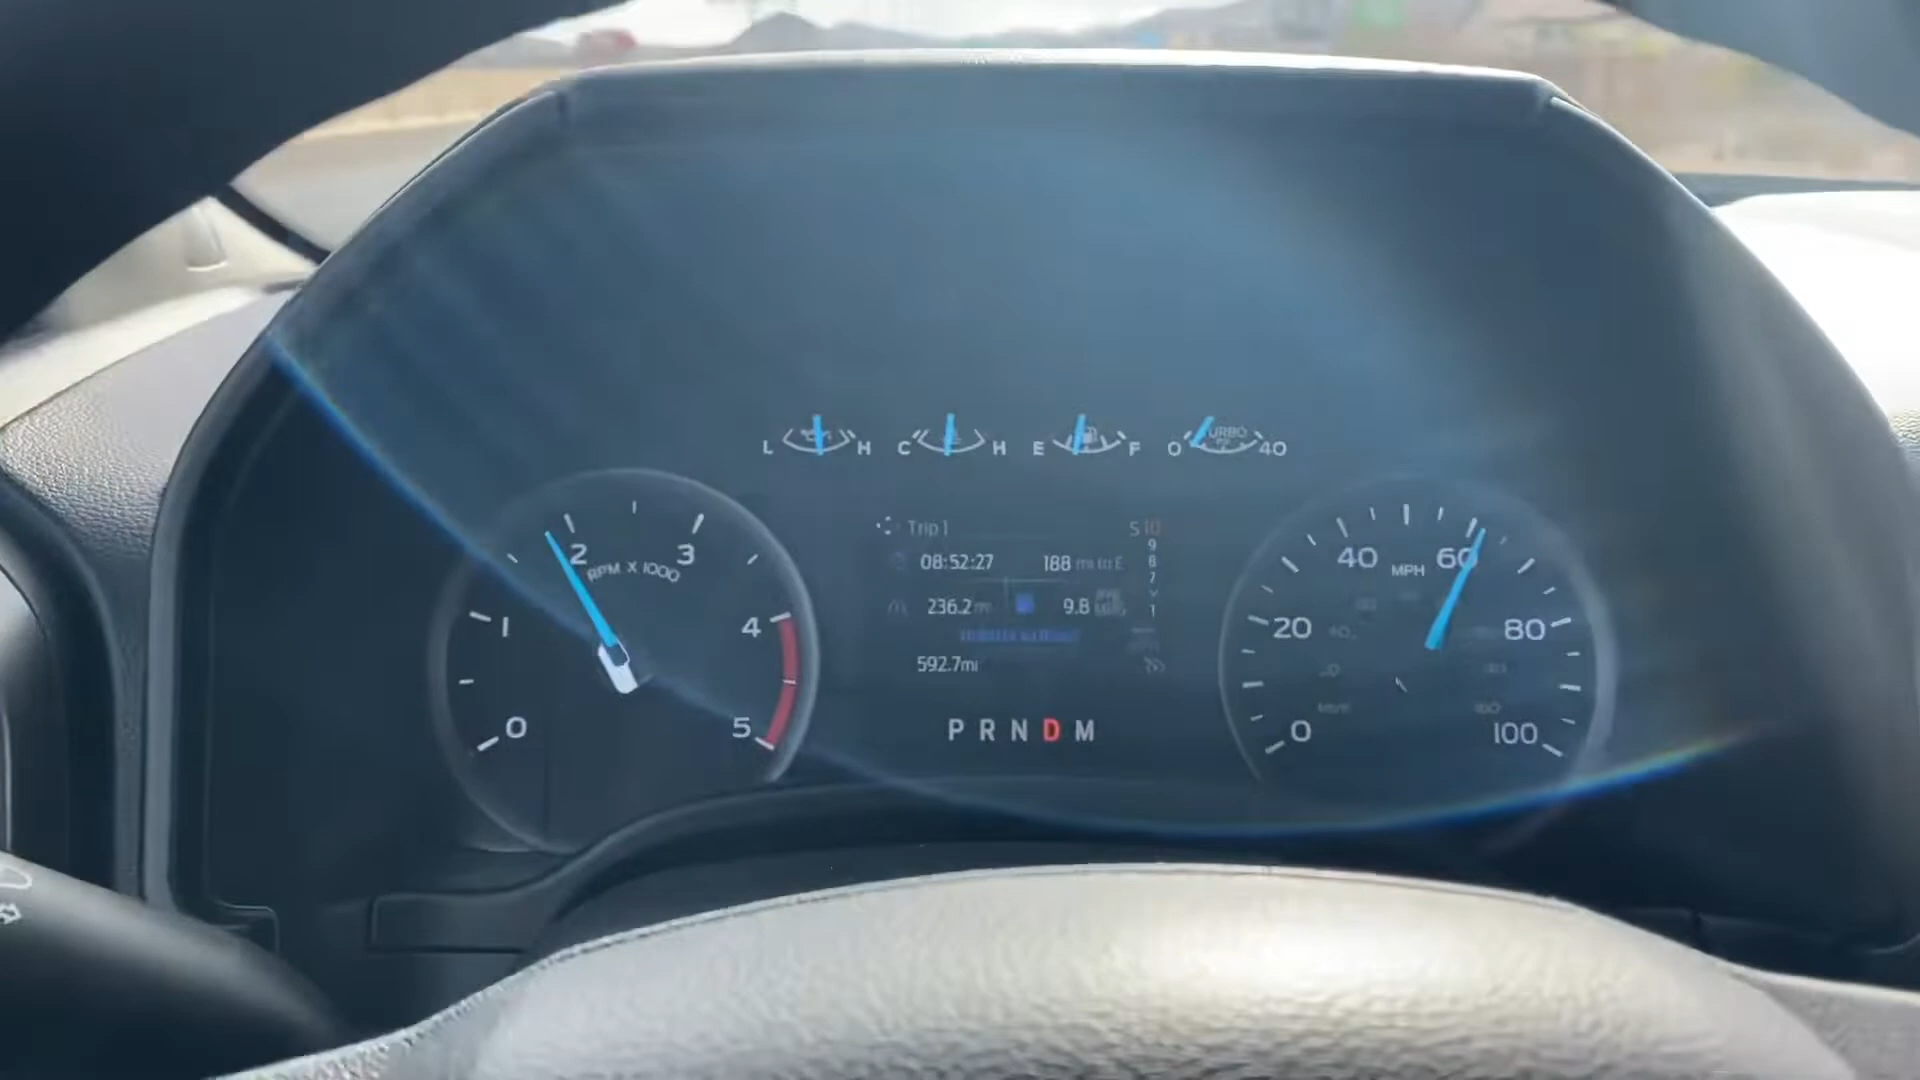 L H C H E F 0 TURBO 40
Trip 1 S 10
9
8
7
08:52:27 188 mi to E
236.2 mi 9.8
592.7mi
1
P R N D M
0 1 2 3 4 5
RPM X 1000
0 20 40 60 80 100
MPH